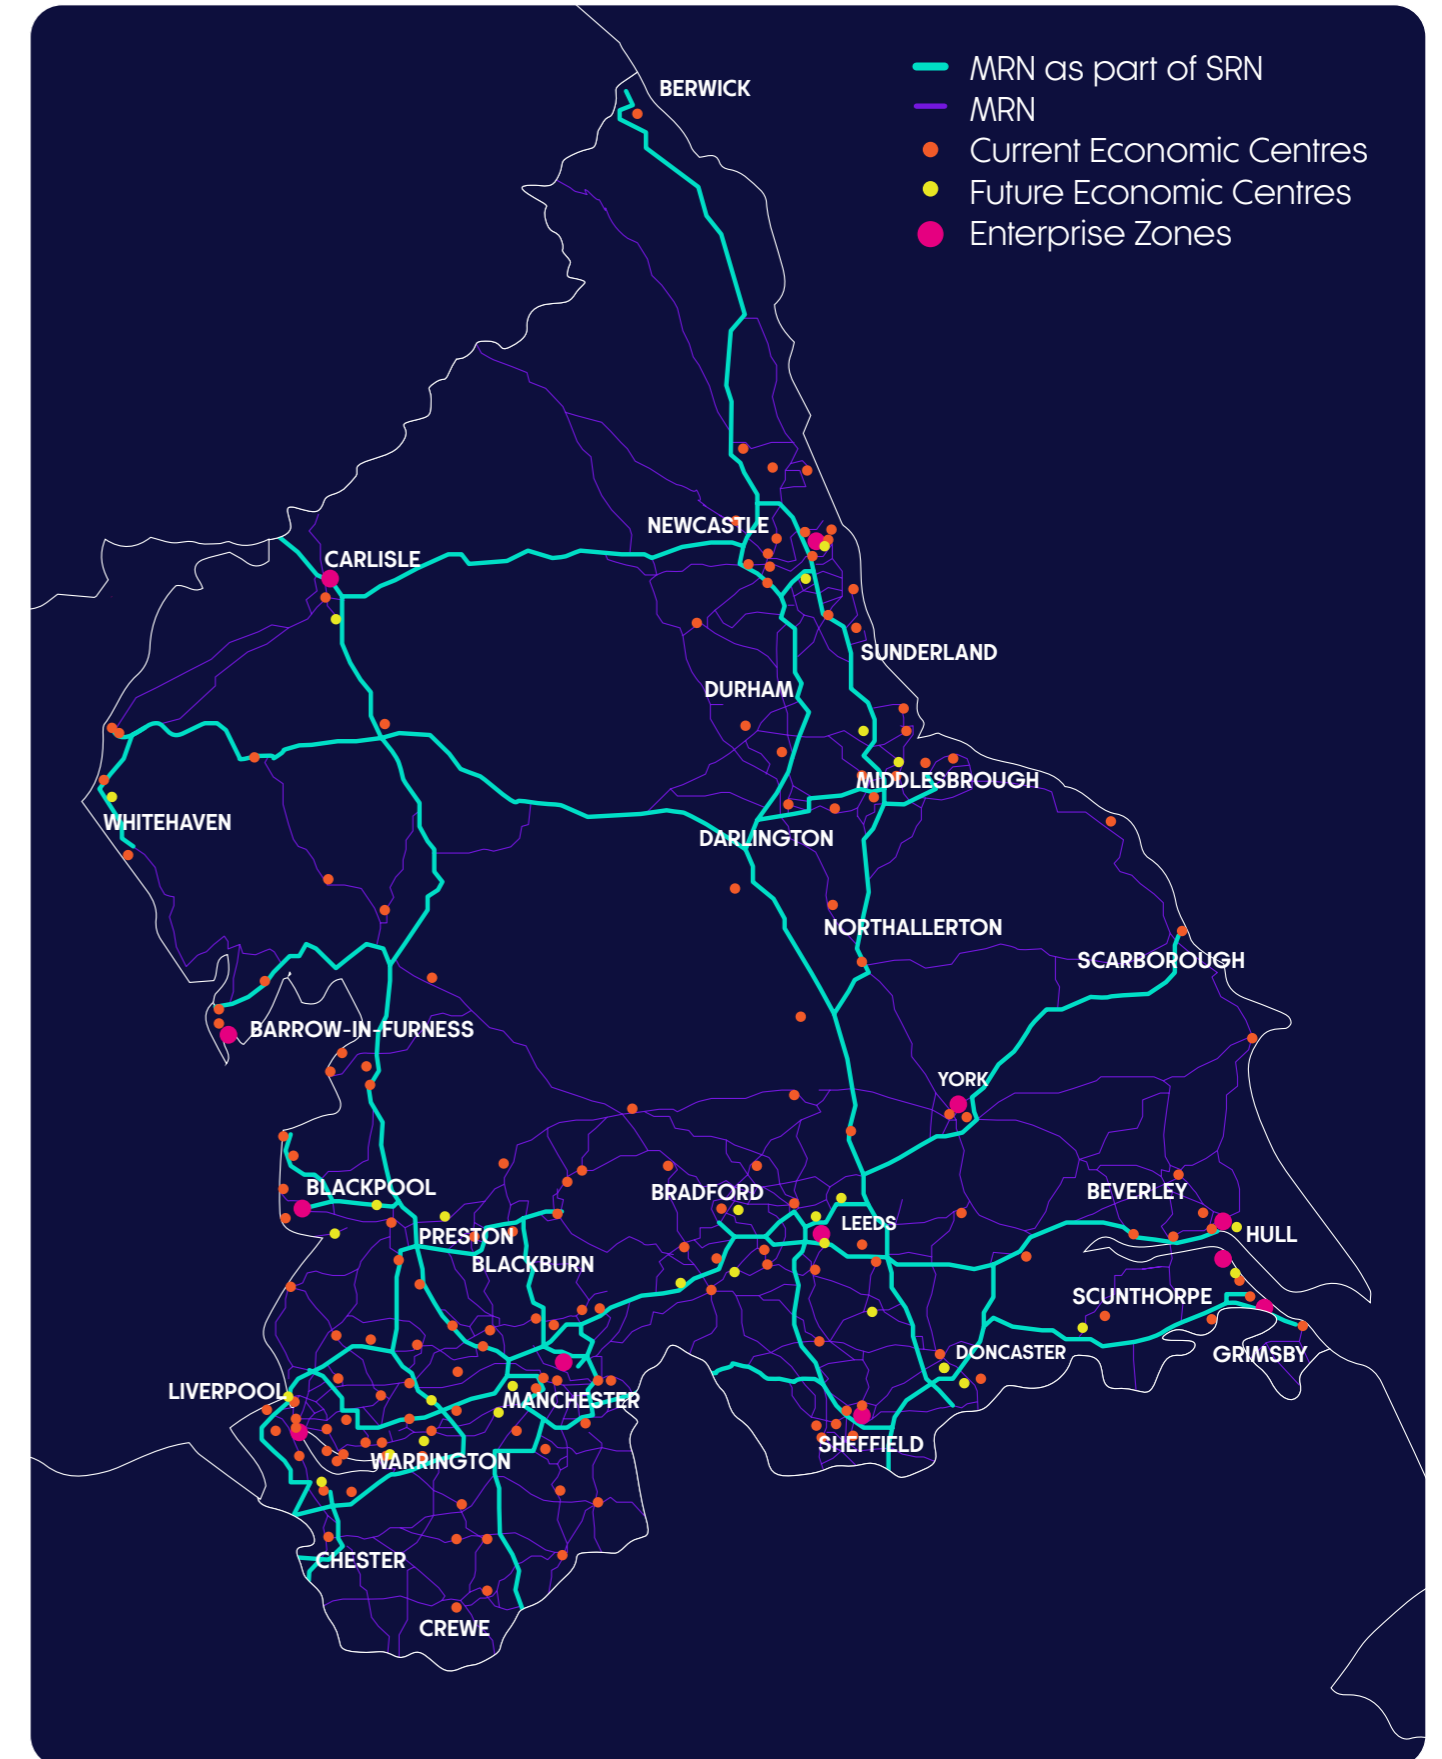 BERWICK
MRN as part of SRN
MRN
Current Economic Centres
Future Economic Centres
Enterprise Zones
NEWCASTLE
CARLISLE
SUNDERLAND
DURHAM
MIDDLESBROUGH
WHITEHAVEN
DARLINGTON
NORTHALLERTON
SCARBOROUGH
BARROW-IN-FURNESS
YORK
BLACKPOOL
BRADFORD
BEVERLEY
LEEDS
PRESTON
HULL
BLACKBURN
SCUNTHORPE
DONCASTER
GRIMSBY
LIVERPOOL
MANCHESTER
SHEFFIELD
WARRINGTON
CHESTER
CREWE